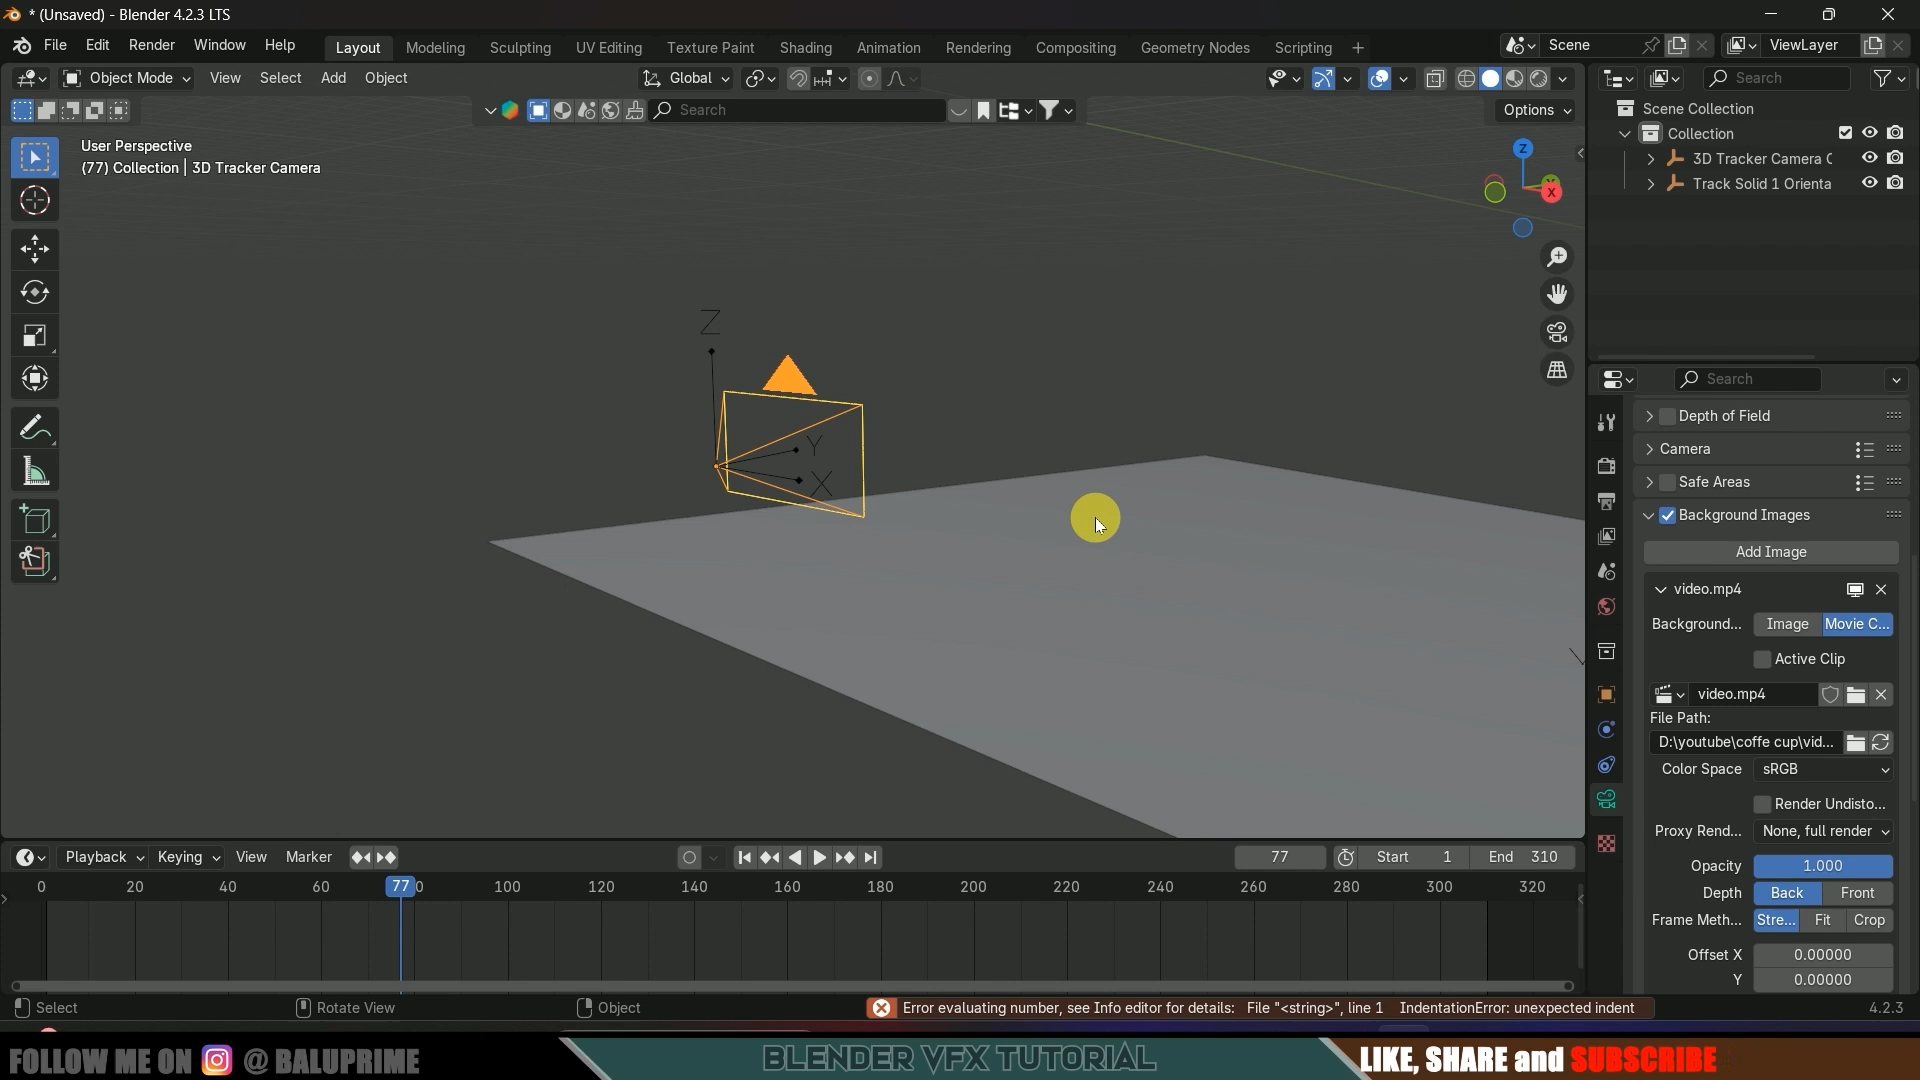 * (Unsaved) - Blender 4.2.3 LTS
File Edit Render Window Help
Layout Modeling Sculpting UV Editing Texture Paint Shading Animation Rendering Compositing Geometry Nodes Scripting +
Scene
ViewLayer
Object Mode View Select Add Object
Global
Search
Search
Options
User Perspective
(77) Collection | 3D Tracker Camera
Z
X
Scene Collection
Collection
3D Tracker Camera C
Track Solid 1 Orienta
Z
Y
X
Search
Depth of Field
Camera
Safe Areas
Background Images
Add Image
video.mp4
Background... Image Movie C...
Active Clip
video.mp4
File Path:
D:\youtube\coffe cup\vid...
Color Space sRGB
Render Undisto...
Proxy Rend... None, full render
Opacity 1.000
Depth Back Front
Frame Meth... Stre... Fit Crop
Offset X 0.00000
Y 0.00000
Playback Keying View Marker
77 Start 1 End 310
0 20 40 60 77 0 100 120 140 160 180 200 220 240 260 280 300 320
Select Rotate View Object
Error evaluating number, see Info editor for details: File "<string>", line 1 IndentationError: unexpected indent
4.2.3
FOLLOW ME ON @ BALUPRIME
BLENDER VFX TUTORIAL
LIKE, SHARE and SUBSCRIBE